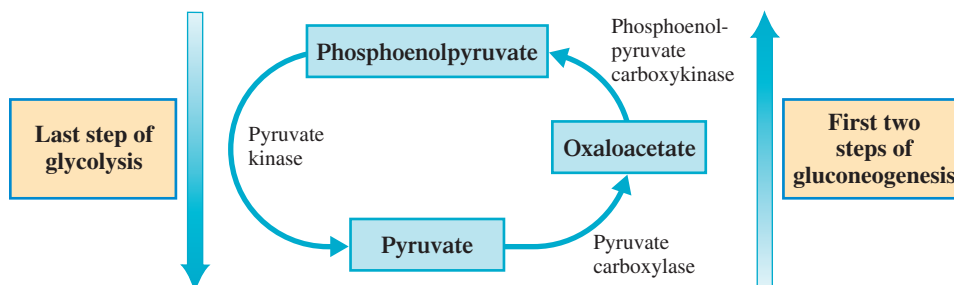 Phosphoenolpyruvate
Phosphoenol-
pyruvate
carboxykinase
Last step of
glycolysis
Pyruvate
kinase
Oxaloacetate
First two
steps of
gluconeogenesis
Pyruvate
Pyruvate
carboxylase